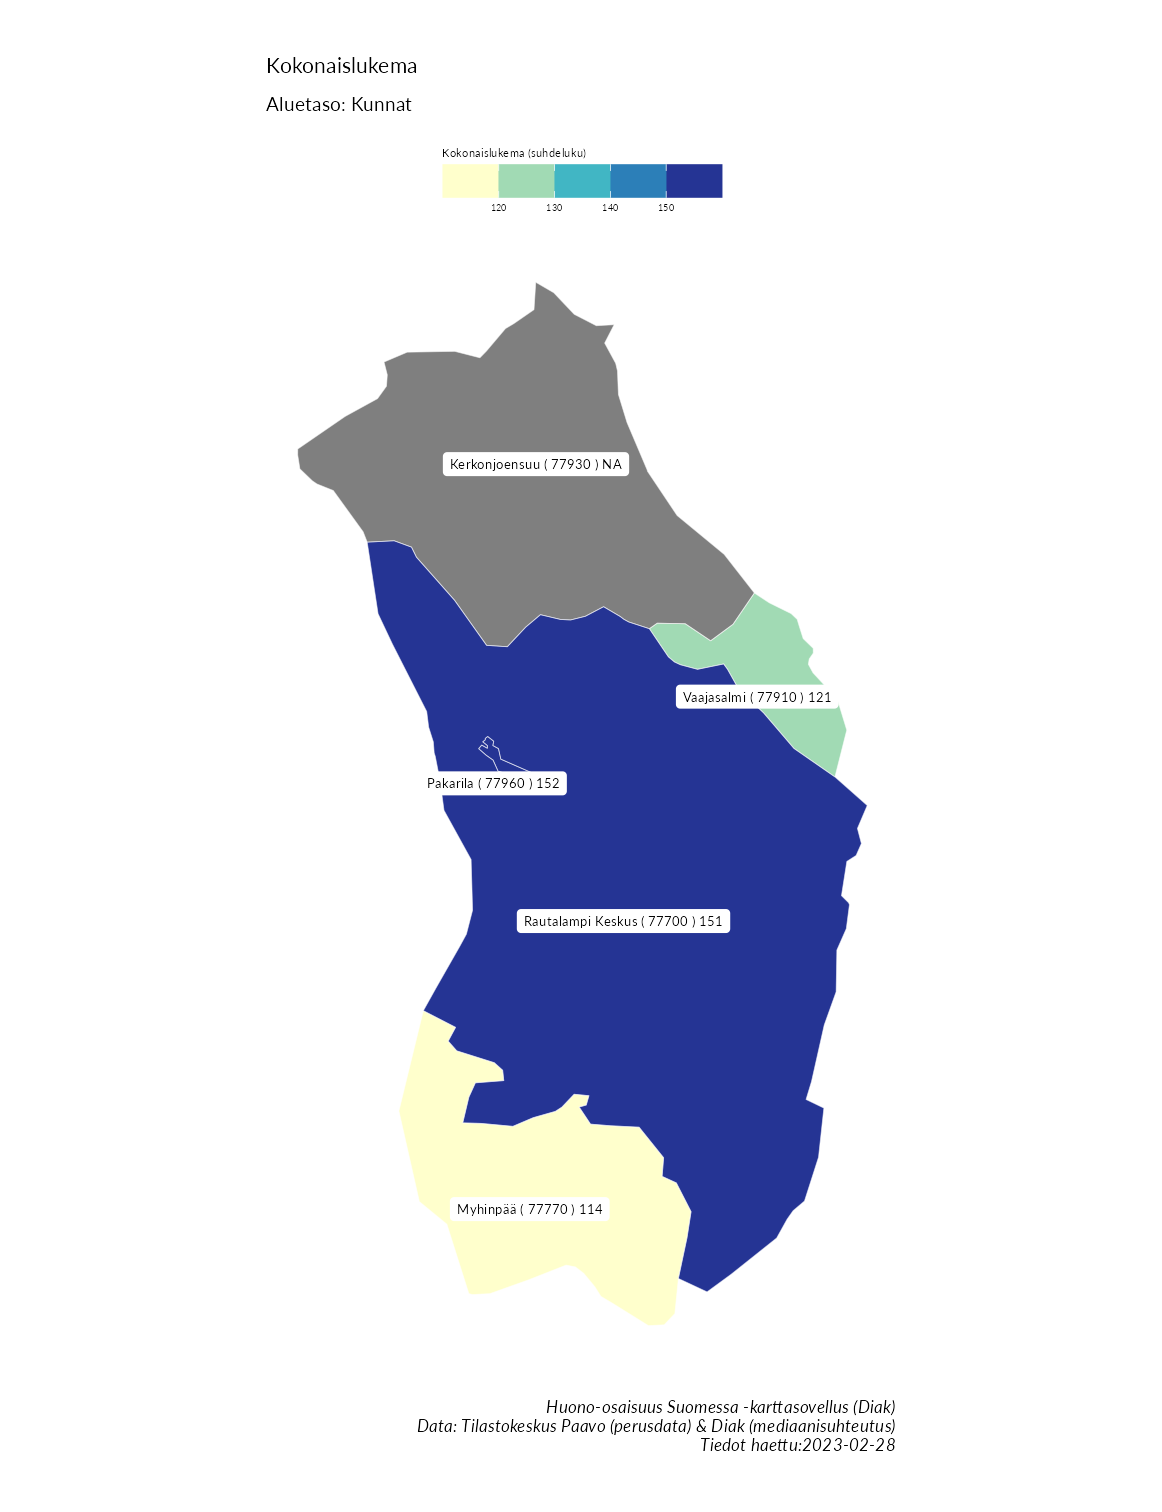 Kokonaislukema
Aluetaso: Kunnat
Kokonaislukema (suhdeluku)
120 130 140 150
Kerkonjoensuu ( 77930 ) NA
Vaajasalmi ( 77910 ) 121
Pakarila ( 77960 ) 152
Rautalampi Keskus ( 77700 ) 151
Myhinpää ( 77770 ) 114
Huono-osaisuus Suomessa -karttasovellus (Diak)
Data: Tilastokeskus Paavo (perusdata) & Diak (mediaanisuhteutus)
Tiedot haettu:2023-02-28